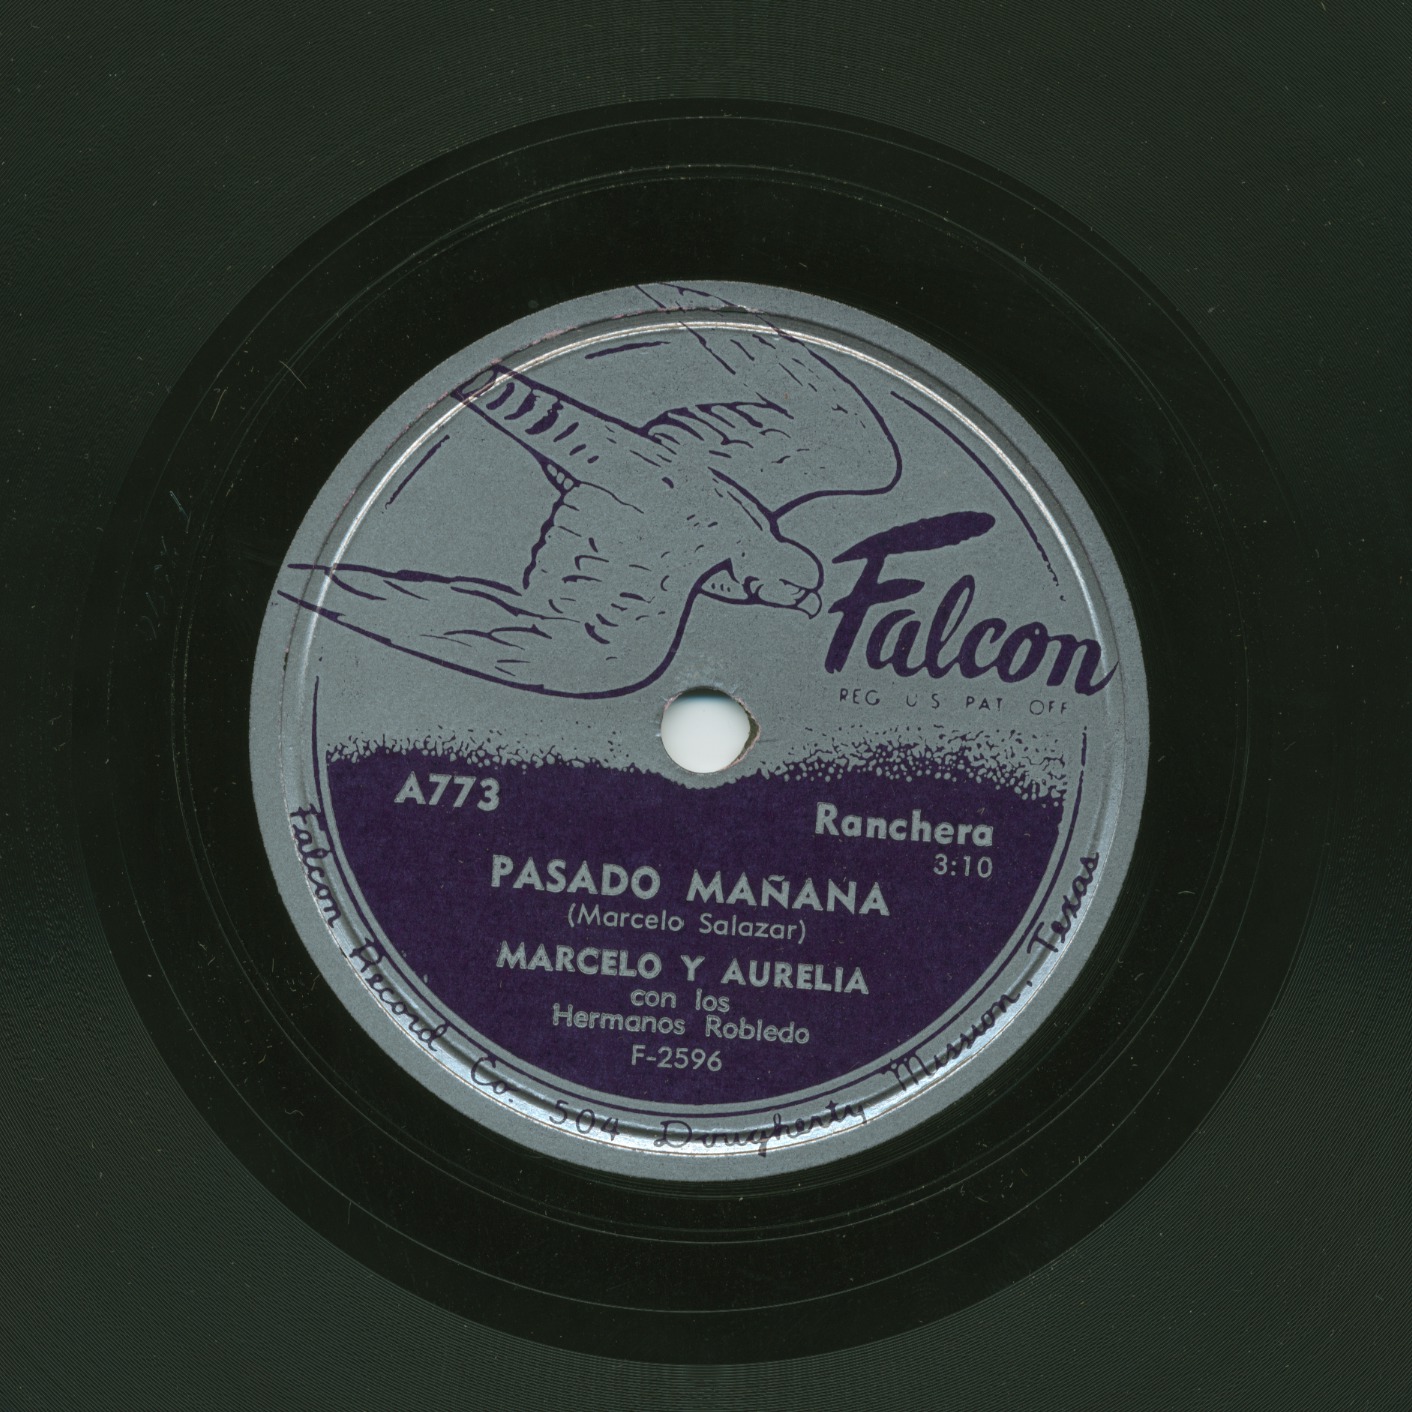 Falcon
REG U S PAT OFF
A773
Ranchera
3:10
PASADO MAÑANA
(Marcelo Salazar)
MARCELO Y AURELIA
con los
Hermanos Robledo
F-2596
Falcon Record Co. 504 Dougherty Mission, Texas